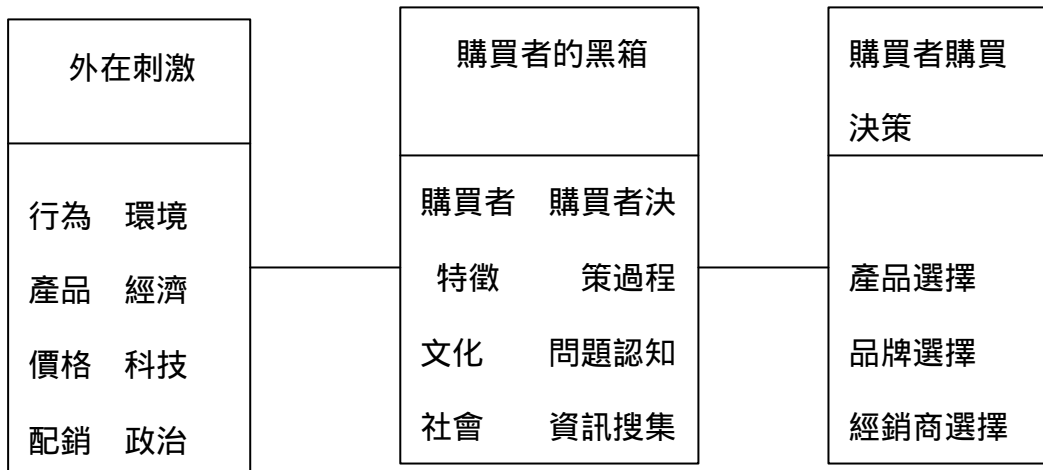 外在刺激
行為 環境
產品 經濟
價格 科技
配銷 政治
購買者的黑箱
購買者 購買者決
特徵 策過程
文化 問題認知
社會 資訊搜集
購買者購買
決策
產品選擇
品牌選擇
經銷商選擇